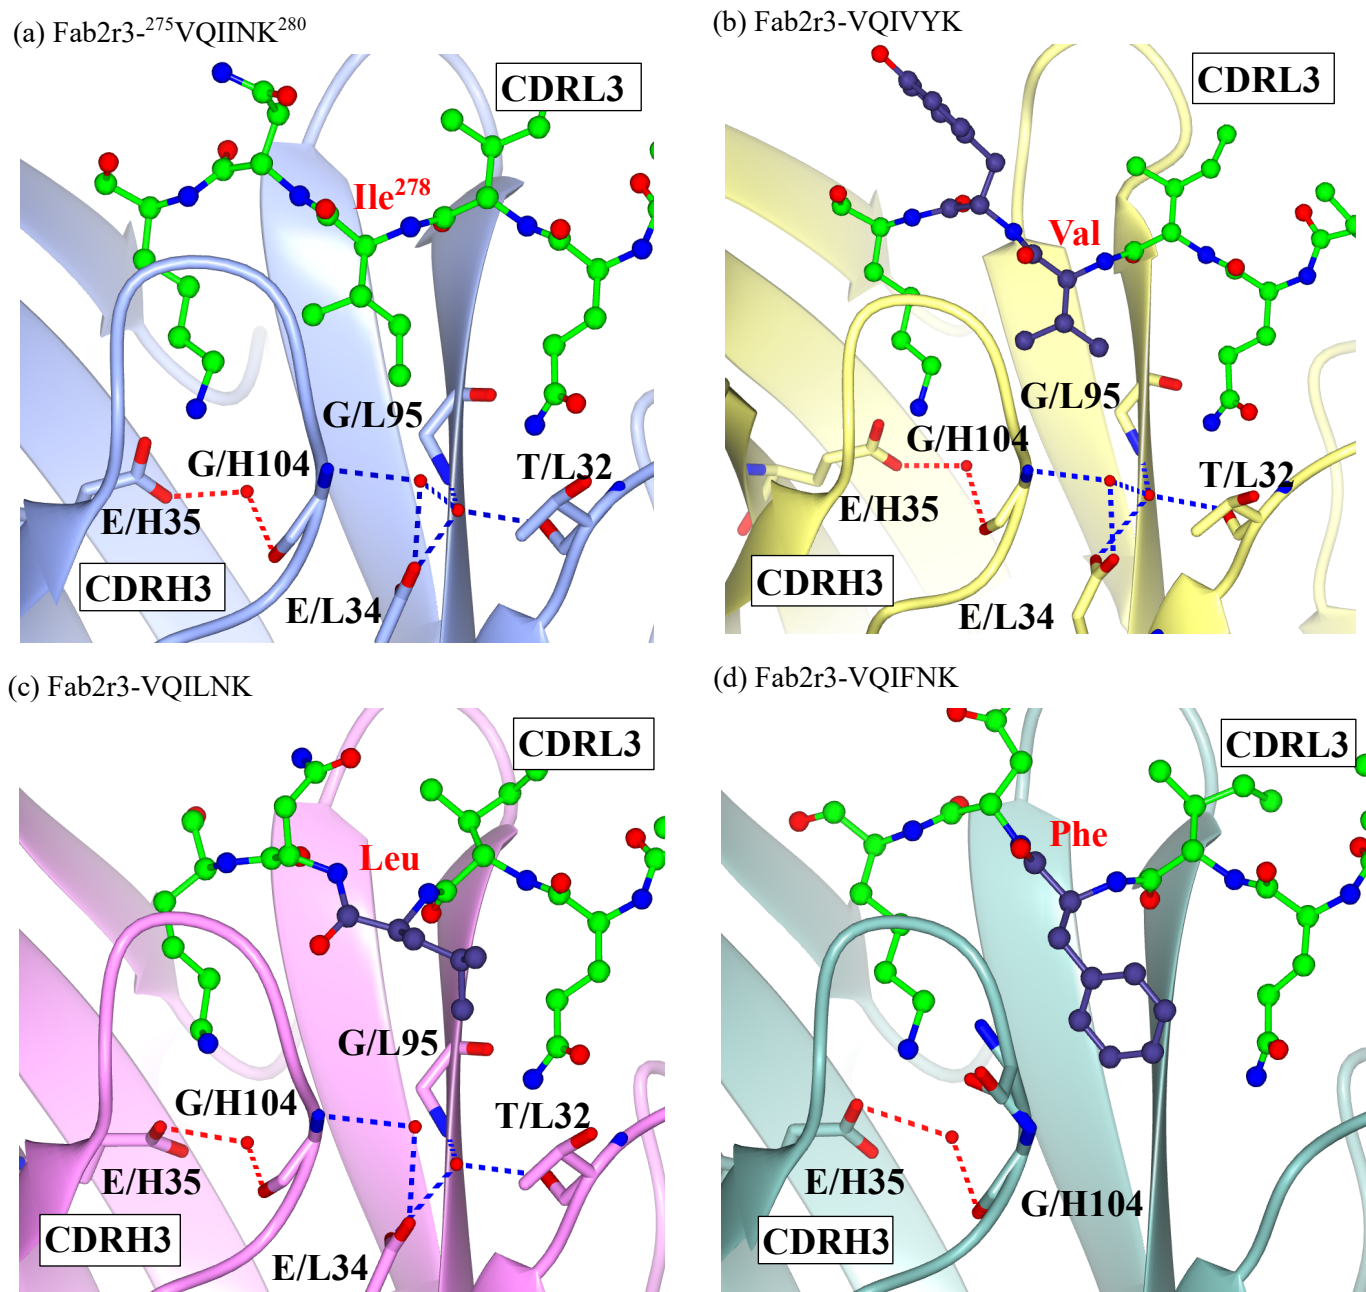 (a) Fab2r3-²⁷⁵VQIINK²⁸⁰
CDRL3
Ile²⁷⁸
G/L95
G/H104
T/L32
E/H35
CDRH3
E/L34
(b) Fab2r3-VQIVYK
CDRL3
Val
G/L95
G/H104
T/L32
E/H35
CDRH3
E/L34
(c) Fab2r3-VQILNK
CDRL3
Leu
G/L95
G/H104
T/L32
E/H35
CDRH3
E/L34
(d) Fab2r3-VQIFNK
CDRL3
Phe
E/H35
G/H104
CDRH3